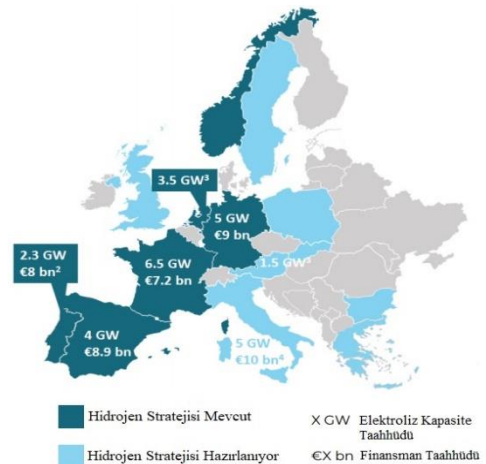 3.5 GW³
5 GW
€9 bn
2.3 GW
€8 bn²
6.5 GW
€7.2 bn
1.5 GW
4 GW
€8.9 bn
5 GW
€10 bn⁴
Hidrojen Stratejisi Mevcut
X GW Elektroliz Kapasite
Taahhüdü
Hidrojen Stratejisi Hazırlanıyor
€X bn Finansman Taahhüdü